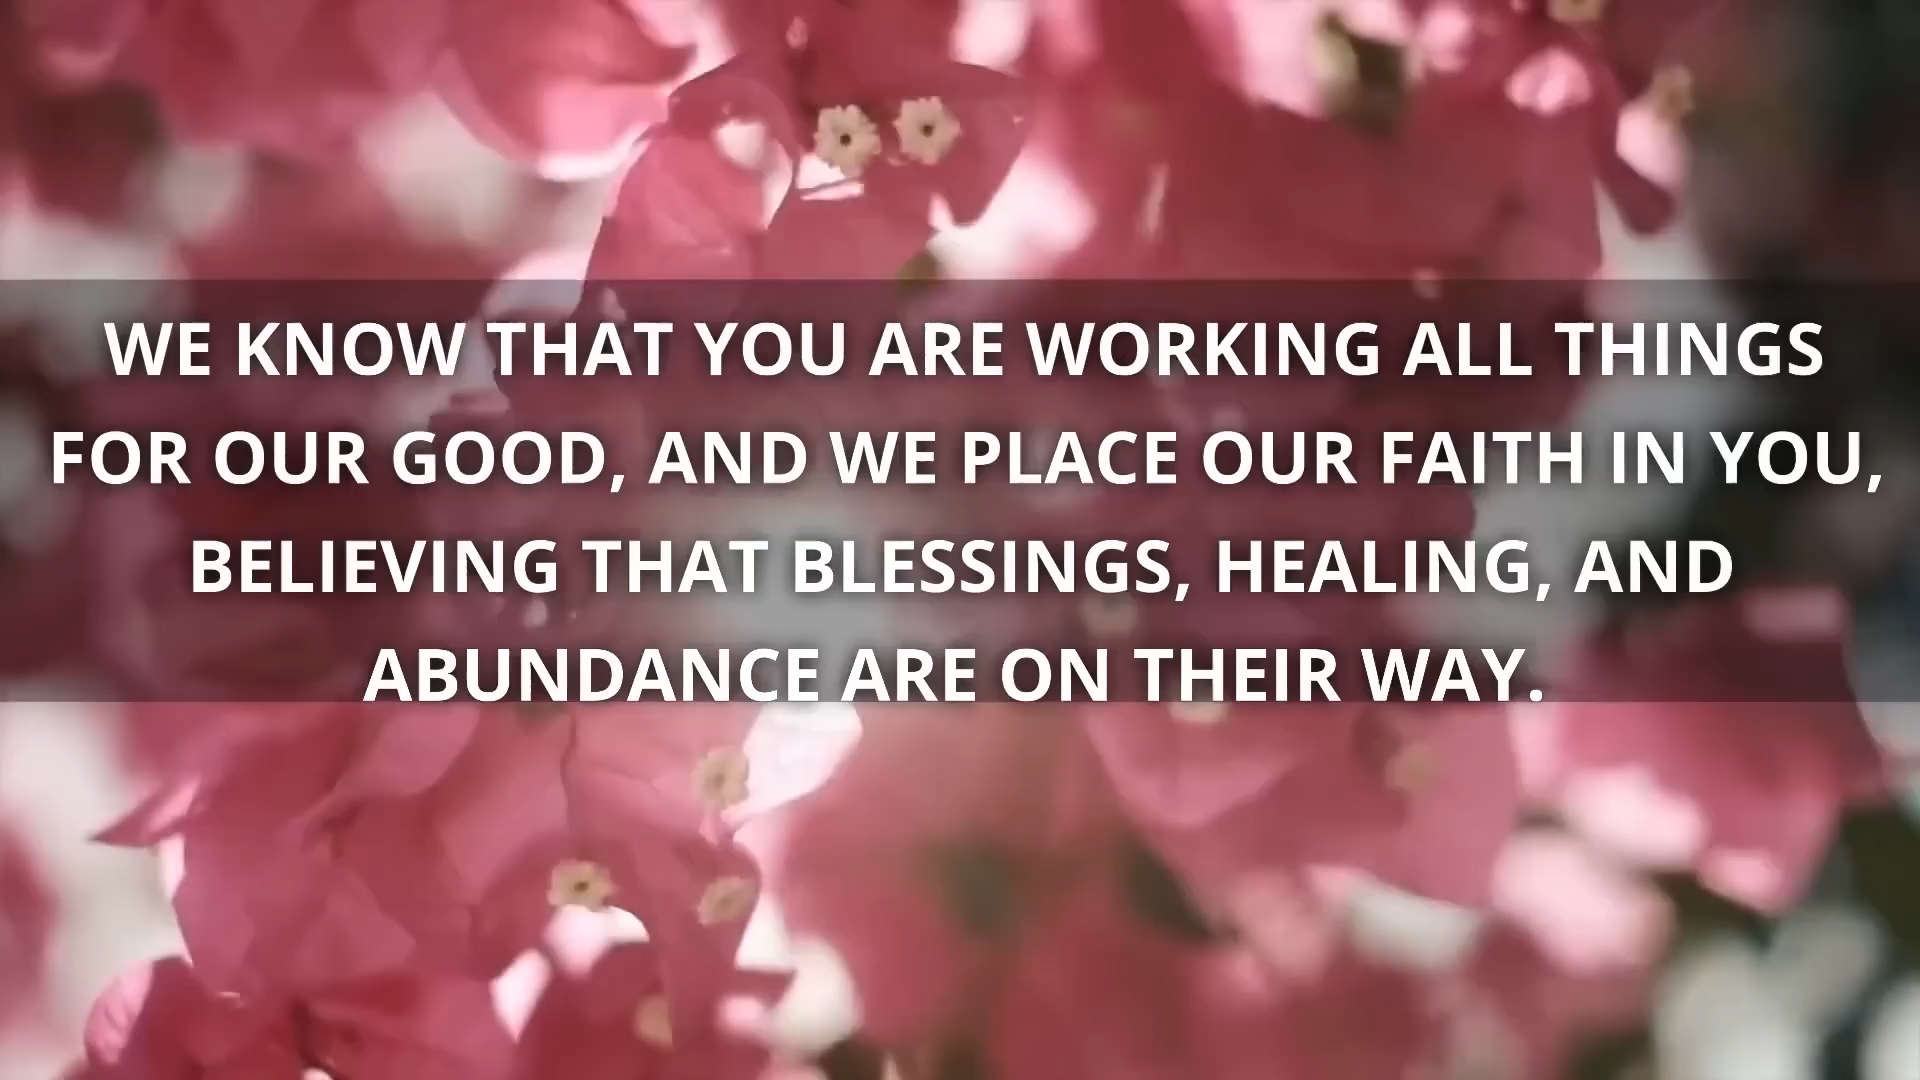 WE KNOW THAT YOU ARE WORKING ALL THINGS
FOR OUR GOOD, AND WE PLACE OUR FAITH IN YOU,
BELIEVING THAT BLESSINGS, HEALING, AND
ABUNDANCE ARE ON THEIR WAY.